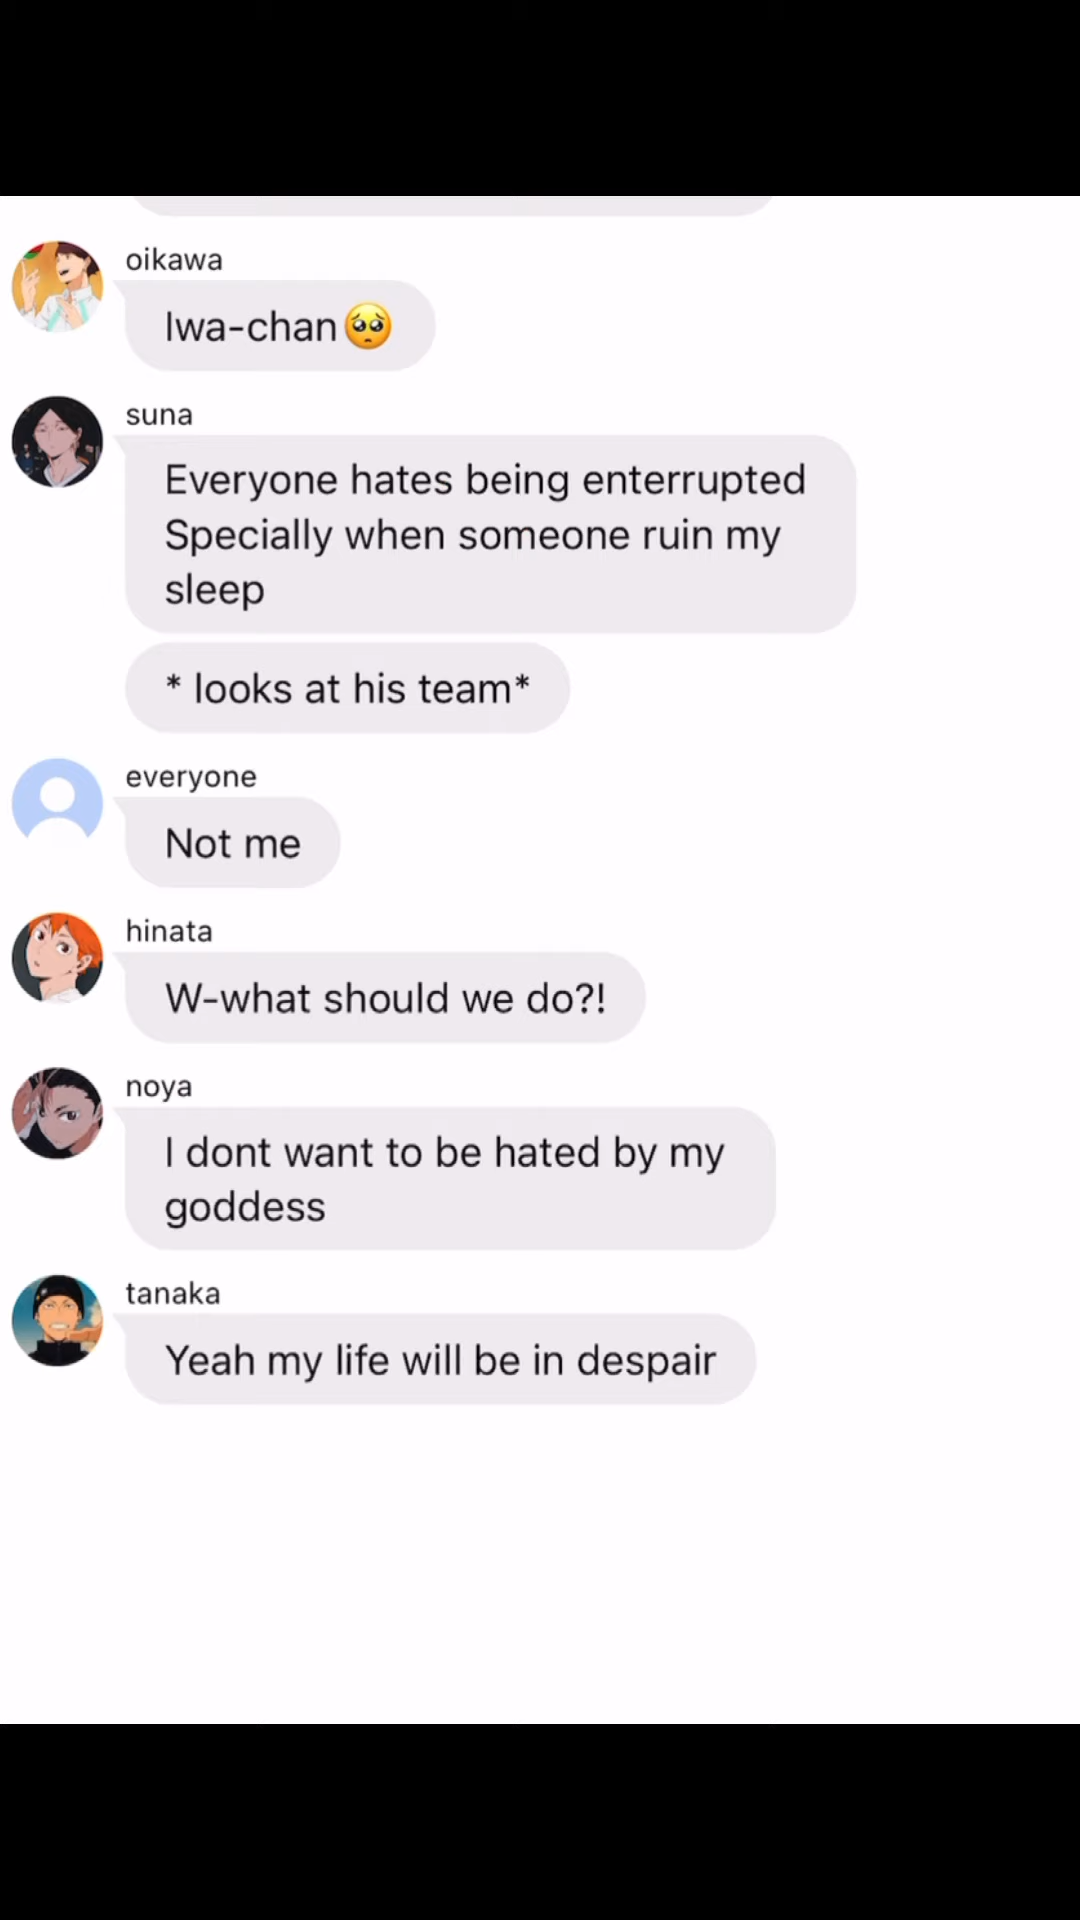 oikawa
Iwa-chan🥺
suna
Everyone hates being enterrupted
Specially when someone ruin my
sleep
* looks at his team*
everyone
Not me
hinata
W-what should we do?!
noya
I dont want to be hated by my
goddess
tanaka
Yeah my life will be in despair